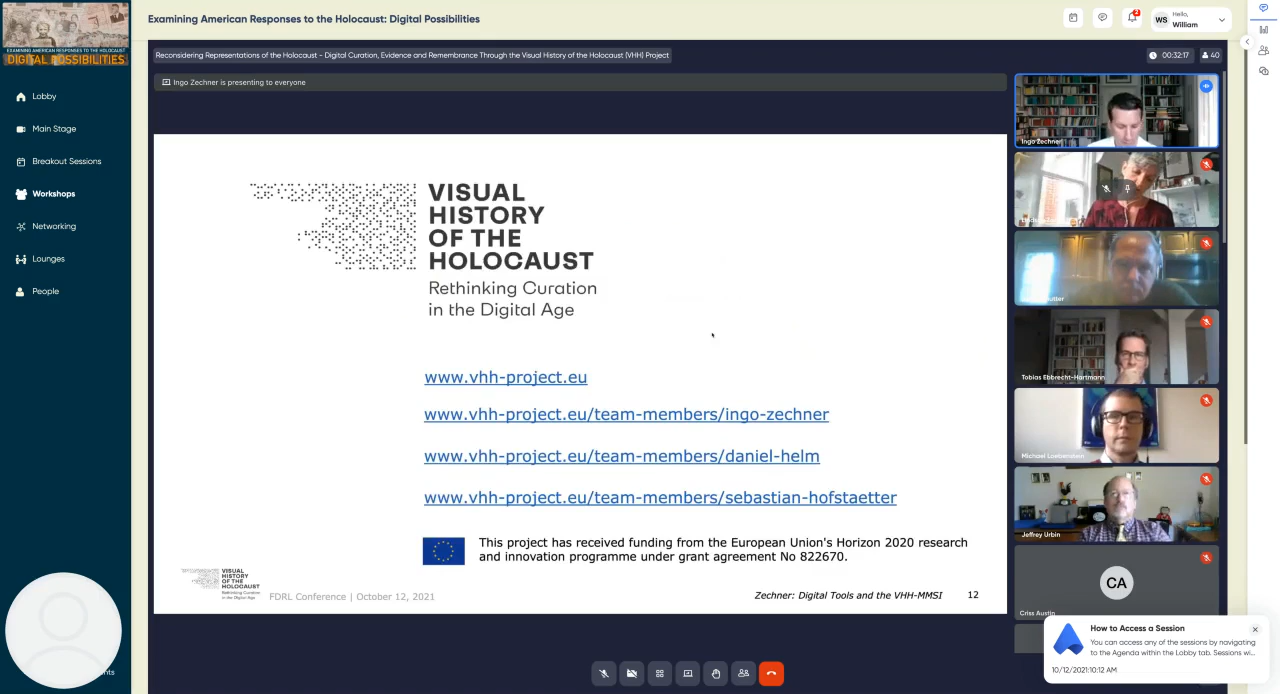 EXAMINING AMERICAN RESPONSES TO THE HOLOCAUST
DIGITAL POSSIBILITIES
Examining American Responses to the Holocaust: Digital Possibilities
WS
Hello,
William
Lobby
Main Stage
Breakout Sessions
Workshops
Networking
Lounges
People
Reconsidering Representations of the Holocaust - Digital Curation, Evidence and Remembrance Through the Visual History of the Holocaust (VHH) Project
00:32:17
40
Ingo Zechner is presenting to everyone
VISUAL
HISTORY
OF THE
HOLOCAUST
Rethinking Curation
in the Digital Age
www.vhh-project.eu
www.vhh-project.eu/team-members/ingo-zechner
www.vhh-project.eu/team-members/daniel-helm
www.vhh-project.eu/team-members/sebastian-hofstaetter
This project has received funding from the European Union's Horizon 2020 research
and innovation programme under grant agreement No 822670.
VISUAL
HISTORY
OF THE
HOLOCAUST
Rethinking Curation
in the Digital Age
FDRL Conference | October 12, 2021
Zechner: Digital Tools and the VHH-MMSI
12
Ingo Zechner
Tobias Ebbrecht-Hartmann
Michael Loebenstein
Jeffrey Urbin
CA
Criss Austin
How to Access a Session
You can access any of the sessions by navigating
to the Agenda within the Lobby tab. Sessions wi...
10/12/2021:10:12 AM